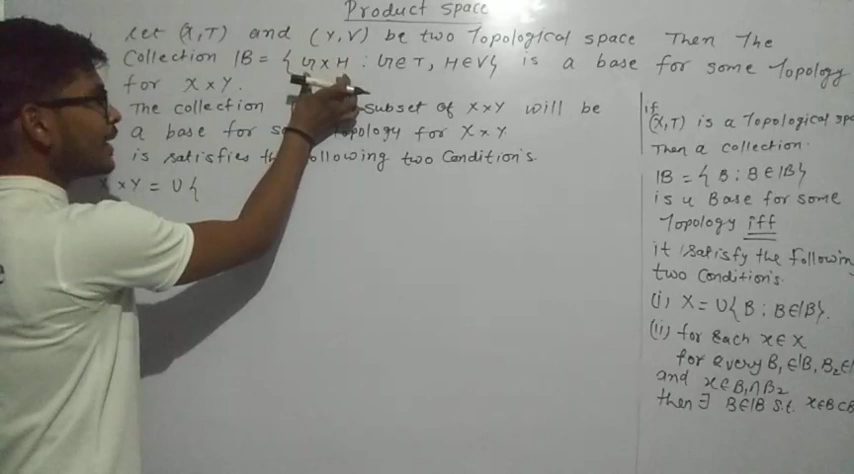 Product Space
Let (X,T) and (Y,V) be two Topological space Then The
Collection IB = { G x H : G ∈ T, H ∈ V} is a base for some Topology
for X x Y.
The collection subset of X x Y will be
a base for Topology for X x Y
is satisfies following two Condition's.
X x Y = U {
if
(X,T) is a Topological
Then a collection.
IB = { B : B ∈ IB}
is a Base for some
Topology iff
it satisfy the
two Condition's.
(i) X = U{ B : B ∈ IB}.
(ii) for Each x ∈ X
for every B₁ ∈ IB, B₂ ∈
and x ∈ B₁ ∩ B₂
then ∃ B ∈ IB s.t. x ∈ B ⊂